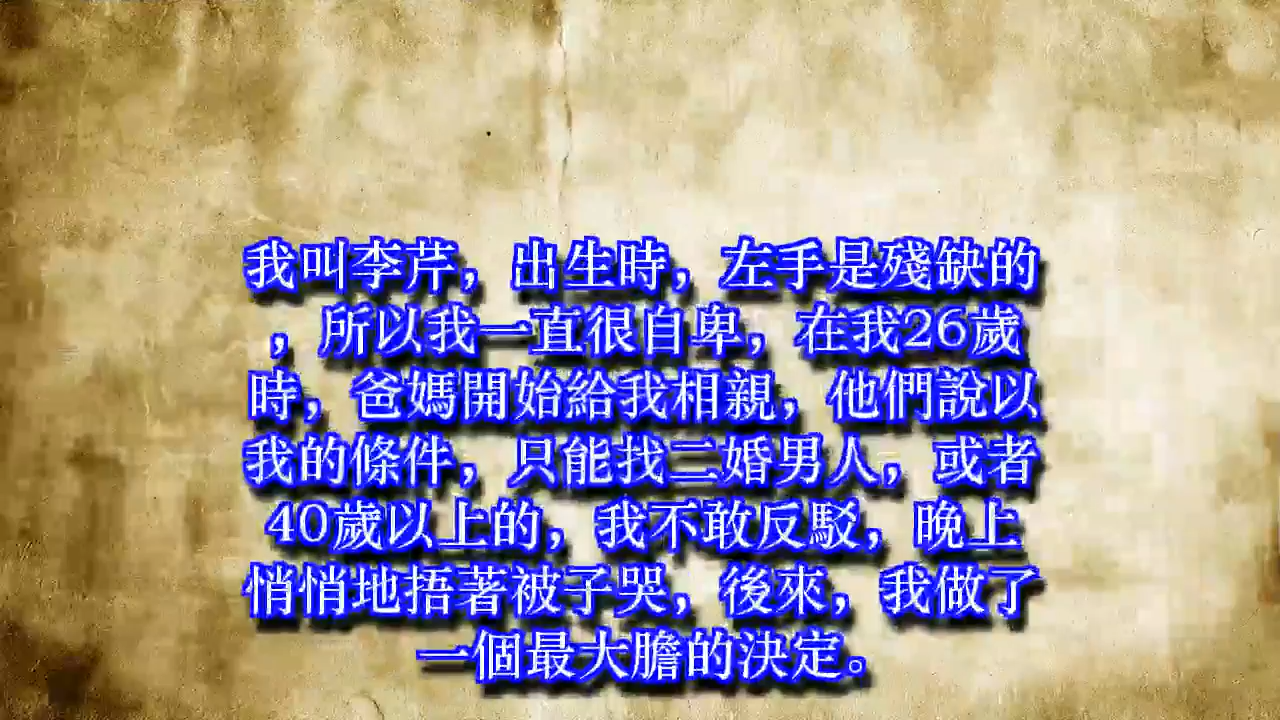 我叫李芹，出生時，左手是殘缺的
，所以我一直很自卑，在我26歲
時，爸媽開始給我相親，他們說以
我的條件，只能找二婚男人，或者
40歲以上的，我不敢反駁，晚上
悄悄地捂著被子哭，後來，我做了
一個最大膽的決定。